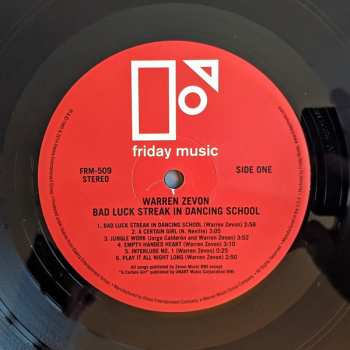 friday music
FRM-509
STEREO
SIDE ONE
WARREN ZEVON
BAD LUCK STREAK IN DANCING SCHOOL
1. BAD LUCK STREAK IN DANCING SCHOOL (Warren Zevon) 3:58
2. A CERTAIN GIRL (N. Neville) 3:05
3. JUNGLE WORK (Jorge Calderón and Warren Zevon) 3:52
4. EMPTY HANDED HEART (Warren Zevon) 3:10
5. INTERLUDE NO. 1 (Warren Zevon) 0:25
6. PLAY IT ALL NIGHT LONG (Warren Zevon) 2:50
All songs published by Zevon Music BMI except
"A Certain Girl" published by UNART Music Corporation BMI